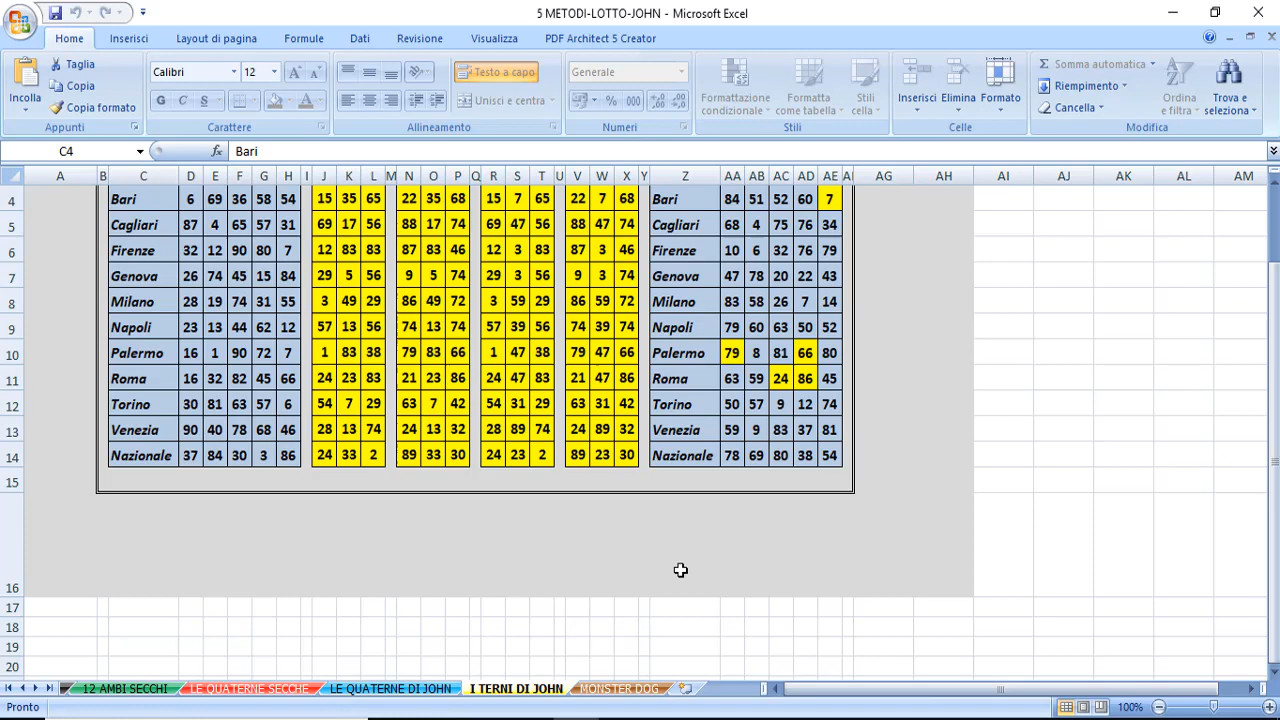 5 METODI-LOTTO-JOHN - Microsoft Excel
Home Inserisci Layout di pagina Formule Dati Revisione Visualizza PDF Architect 5 Creator
Incolla Taglia Copia Copia formato
Appunti
Calibri 12 A A
G C S A
Carattere
Testo a capo
Unisci e centra
Allineamento
Generale
% 000
Numeri
Formattazione condizionale Formatta come tabella Stili cella
Stili
Inserisci Elimina Formato
Celle
Σ Somma automatica
Riempimento
Cancella
Ordina e filtra Trova e seleziona
Modifica
C4 fx Bari
A B C D E F G H I J K L M N O P Q R S T U V W X Y Z AA AB AC AD AE AF AG AH AI AJ AK AL AM
4 Bari 6 69 36 58 54 15 35 65 22 35 68 15 7 65 22 7 68 Bari 84 51 52 60 7
5 Cagliari 87 4 65 57 31 69 17 56 88 17 74 69 47 56 88 47 74 Cagliari 68 4 75 76 34
6 Firenze 32 12 90 80 7 12 83 83 87 83 46 12 3 83 87 3 46 Firenze 10 6 32 76 79
7 Genova 26 74 45 15 84 29 5 56 9 5 74 29 3 56 9 3 74 Genova 47 78 20 22 43
8 Milano 28 19 74 31 55 3 49 29 86 49 72 3 59 29 86 59 72 Milano 83 58 26 7 14
9 Napoli 23 13 44 62 12 57 13 56 74 13 74 57 39 56 74 39 74 Napoli 79 60 63 50 52
10 Palermo 16 1 90 72 7 1 83 38 79 83 66 1 47 38 79 47 66 Palermo 79 8 81 66 80
11 Roma 16 32 82 45 66 24 23 83 21 23 86 24 47 83 21 47 86 Roma 63 59 24 86 45
12 Torino 30 81 63 57 6 54 7 29 63 7 42 54 31 29 63 31 42 Torino 50 57 9 12 74
13 Venezia 90 40 78 68 46 28 13 74 24 13 32 28 89 74 24 89 32 Venezia 59 9 83 37 81
14 Nazionale 37 84 30 3 86 24 33 2 89 33 30 24 23 2 89 23 30 Nazionale 78 69 80 38 54
15
16
17
18
19
20
12 AMBI SECCHI LE QUATERNE SECCHE LE QUATERNE DI JOHN I TERNI DI JOHN MONSTER DOG
Pronto 100%